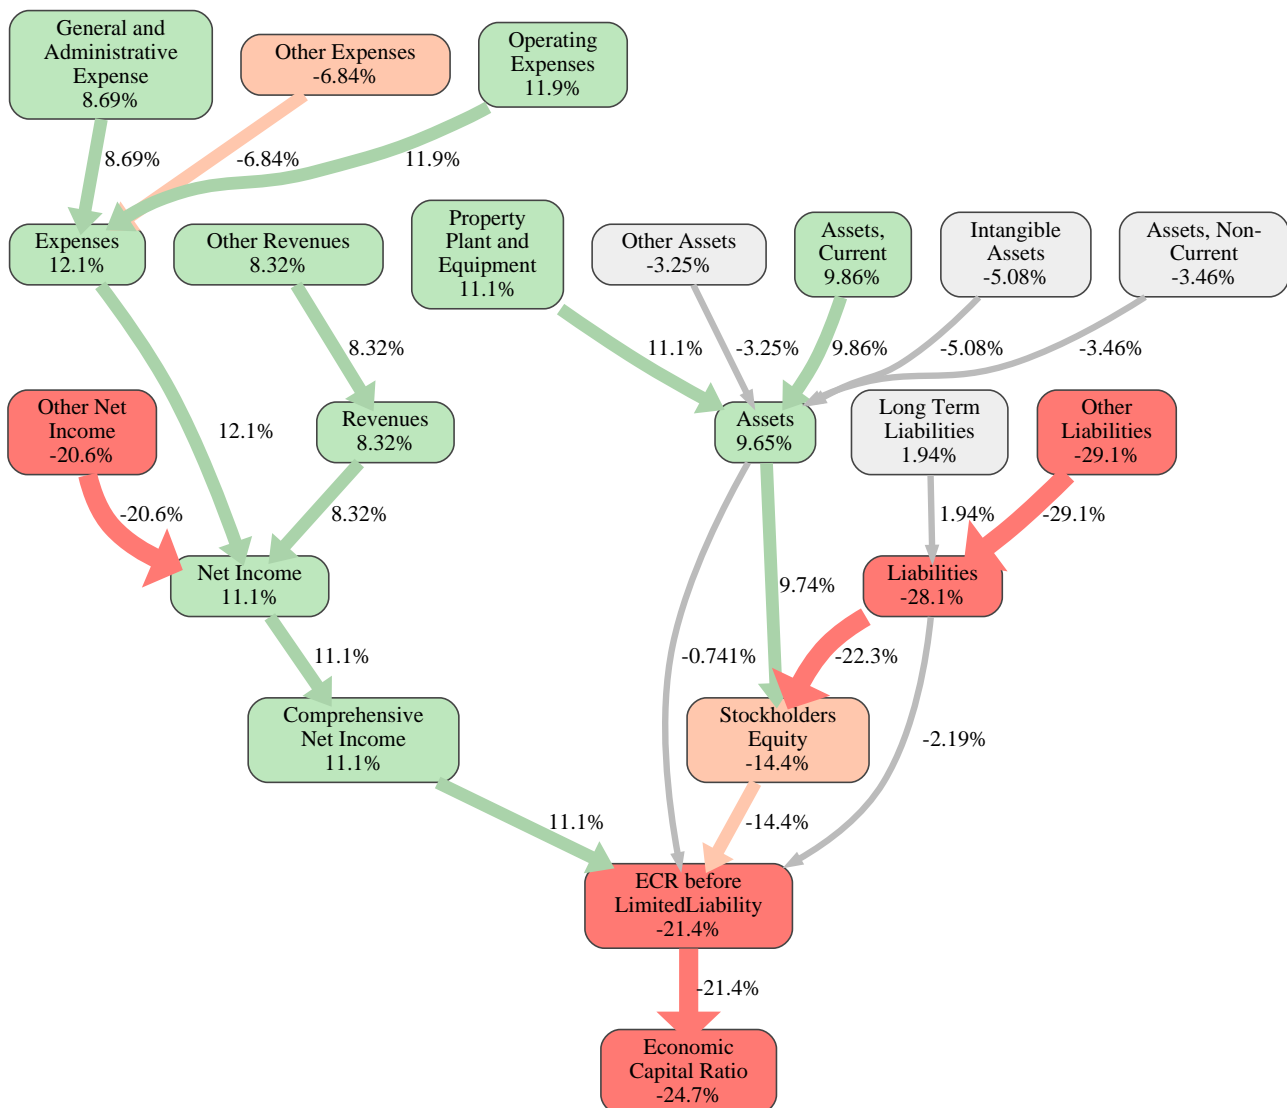 General and
Administrative
Expense
8.69%
Other Expenses
-6.84%
Operating
Expenses
11.9%
8.69%
-6.84%
11.9%
Expenses
12.1%
Other Revenues
8.32%
Property
Plant and
Equipment
11.1%
Other Assets
-3.25%
Assets,
Current
9.86%
Intangible
Assets
-5.08%
Assets, Non-
Current
-3.46%
8.32%
11.1%
-3.25%
9.86%
-5.08%
-3.46%
Other Net
Income
-20.6%
12.1%
Revenues
8.32%
Assets
9.65%
Long Term
Liabilities
1.94%
Other
Liabilities
-29.1%
-20.6%
8.32%
1.94%
-29.1%
Net Income
11.1%
9.74%
Liabilities
-28.1%
11.1%
-0.741%
-22.3%
Comprehensive
Net Income
11.1%
Stockholders
Equity
-14.4%
-2.19%
11.1%
-14.4%
ECR before
LimitedLiability
-21.4%
-21.4%
Economic
Capital Ratio
-24.7%